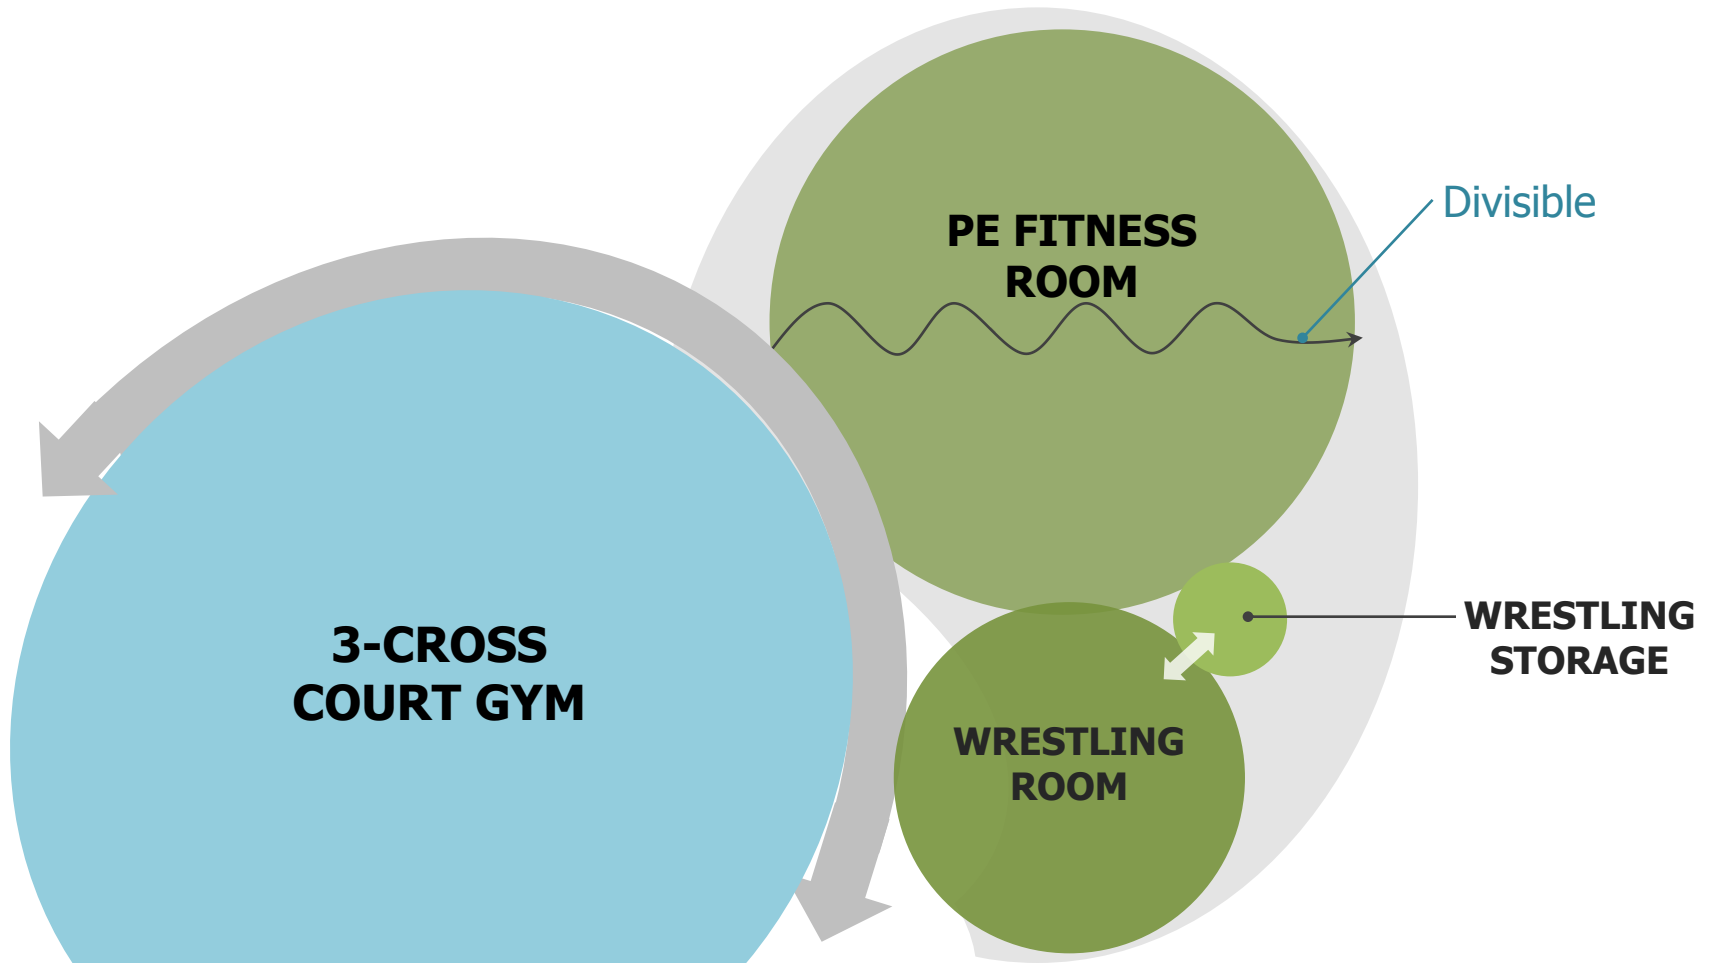 PE FITNESS
ROOM
Divisible
3-CROSS
COURT GYM
WRESTLING
STORAGE
WRESTLING
ROOM